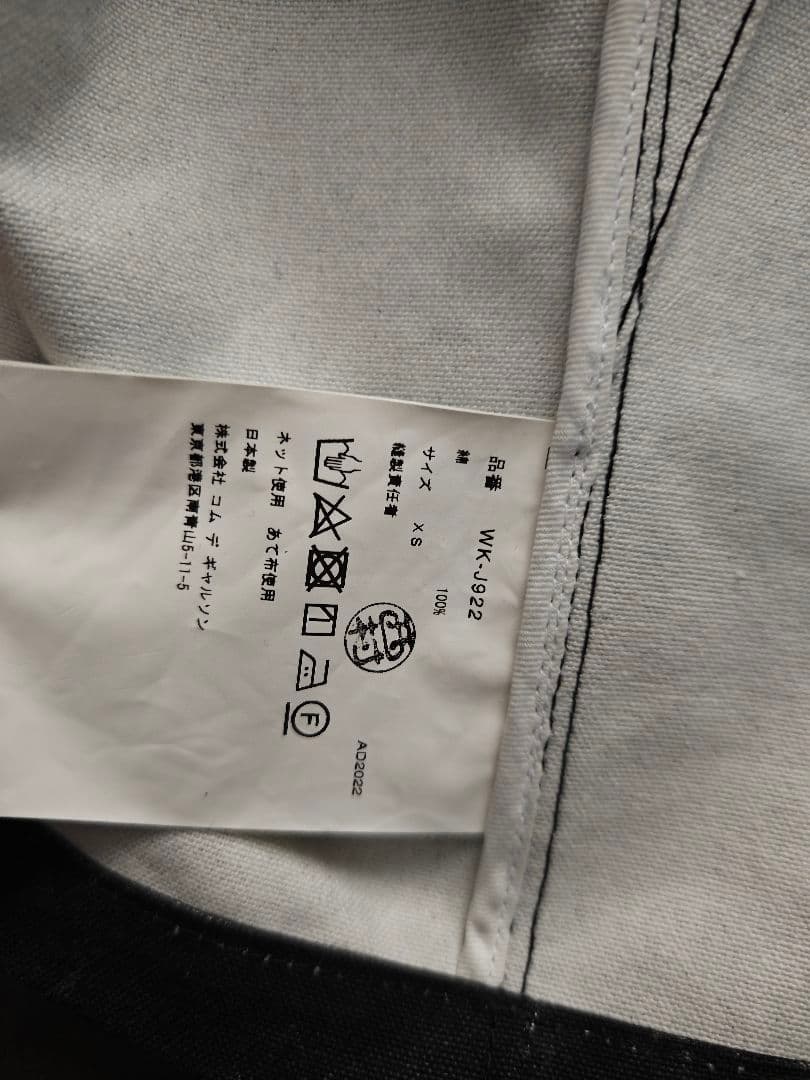 品番 WK-J922
綿 100%
サイズ XS
縫製責任者
AD2022
ネット使用 あて布使用
日本製
株式会社 コム デ ギャルソン
東京都港区南青山5-11-5
F